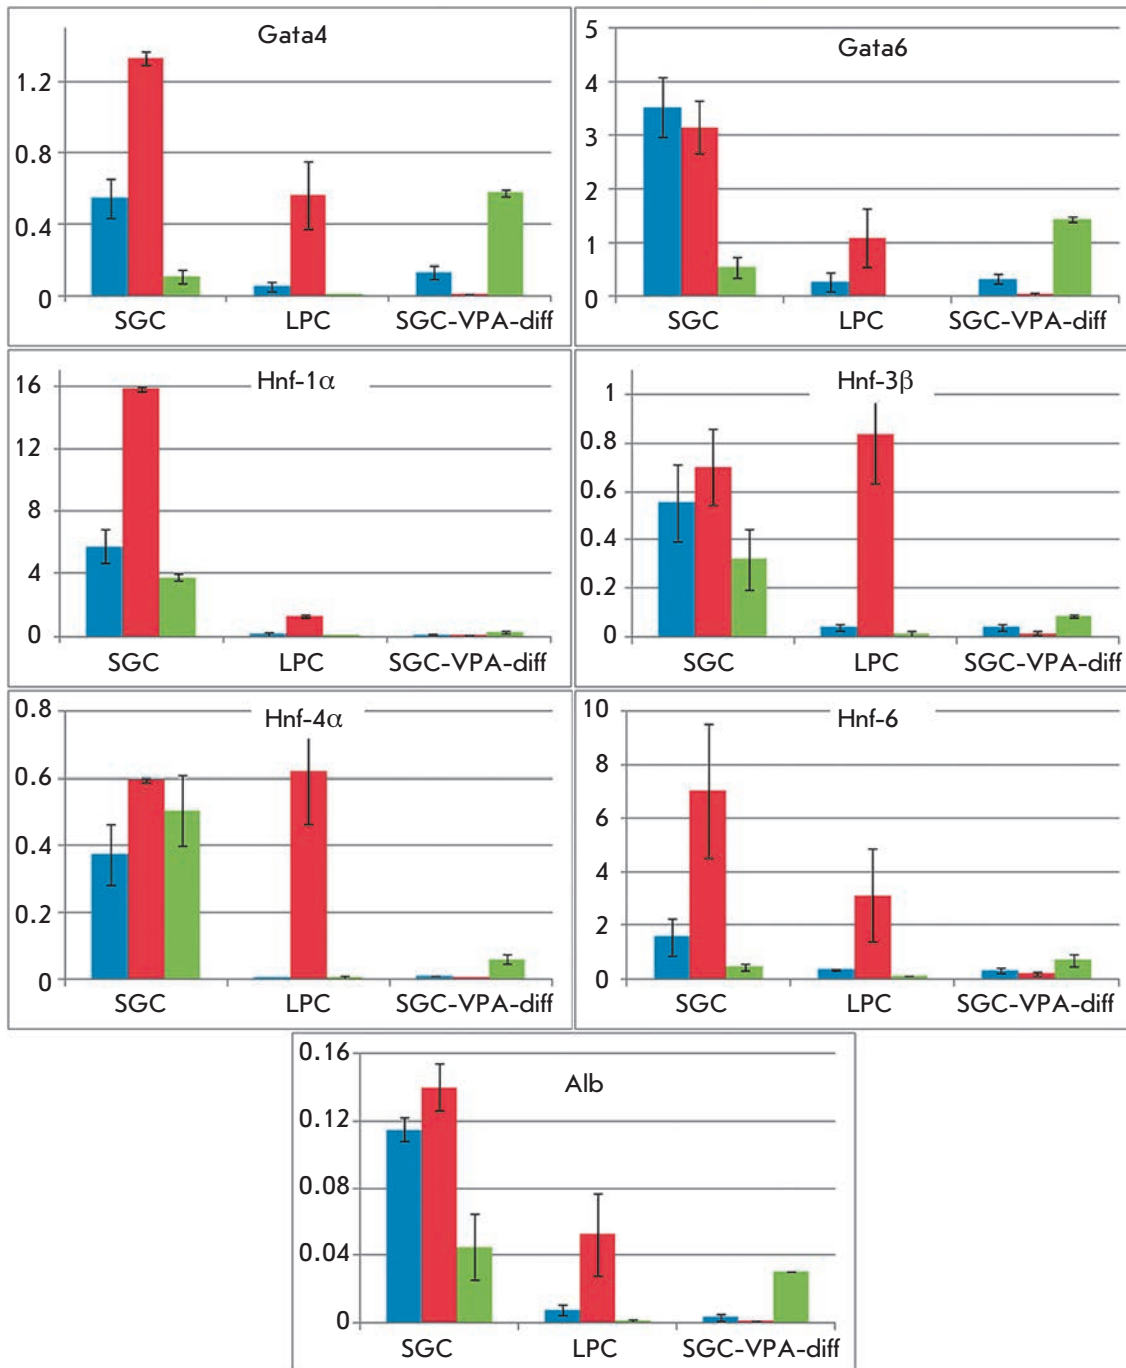 Gata4
1.2
0.8
0.4
0
SGC LPC SGC-VPA-diff
Gata6
5
4
3
2
1
0
SGC LPC SGC-VPA-diff
Hnf-1α
16
12
8
4
0
SGC LPC SGC-VPA-diff
Hnf-3β
1
0.8
0.6
0.4
0.2
0
SGC LPC SGC-VPA-diff
Hnf-4α
0.8
0.6
0.4
0.2
0
SGC LPC SGC-VPA-diff
Hnf-6
10
8
6
4
2
0
SGC LPC SGC-VPA-diff
Alb
0.16
0.12
0.08
0.04
0
SGC LPC SGC-VPA-diff